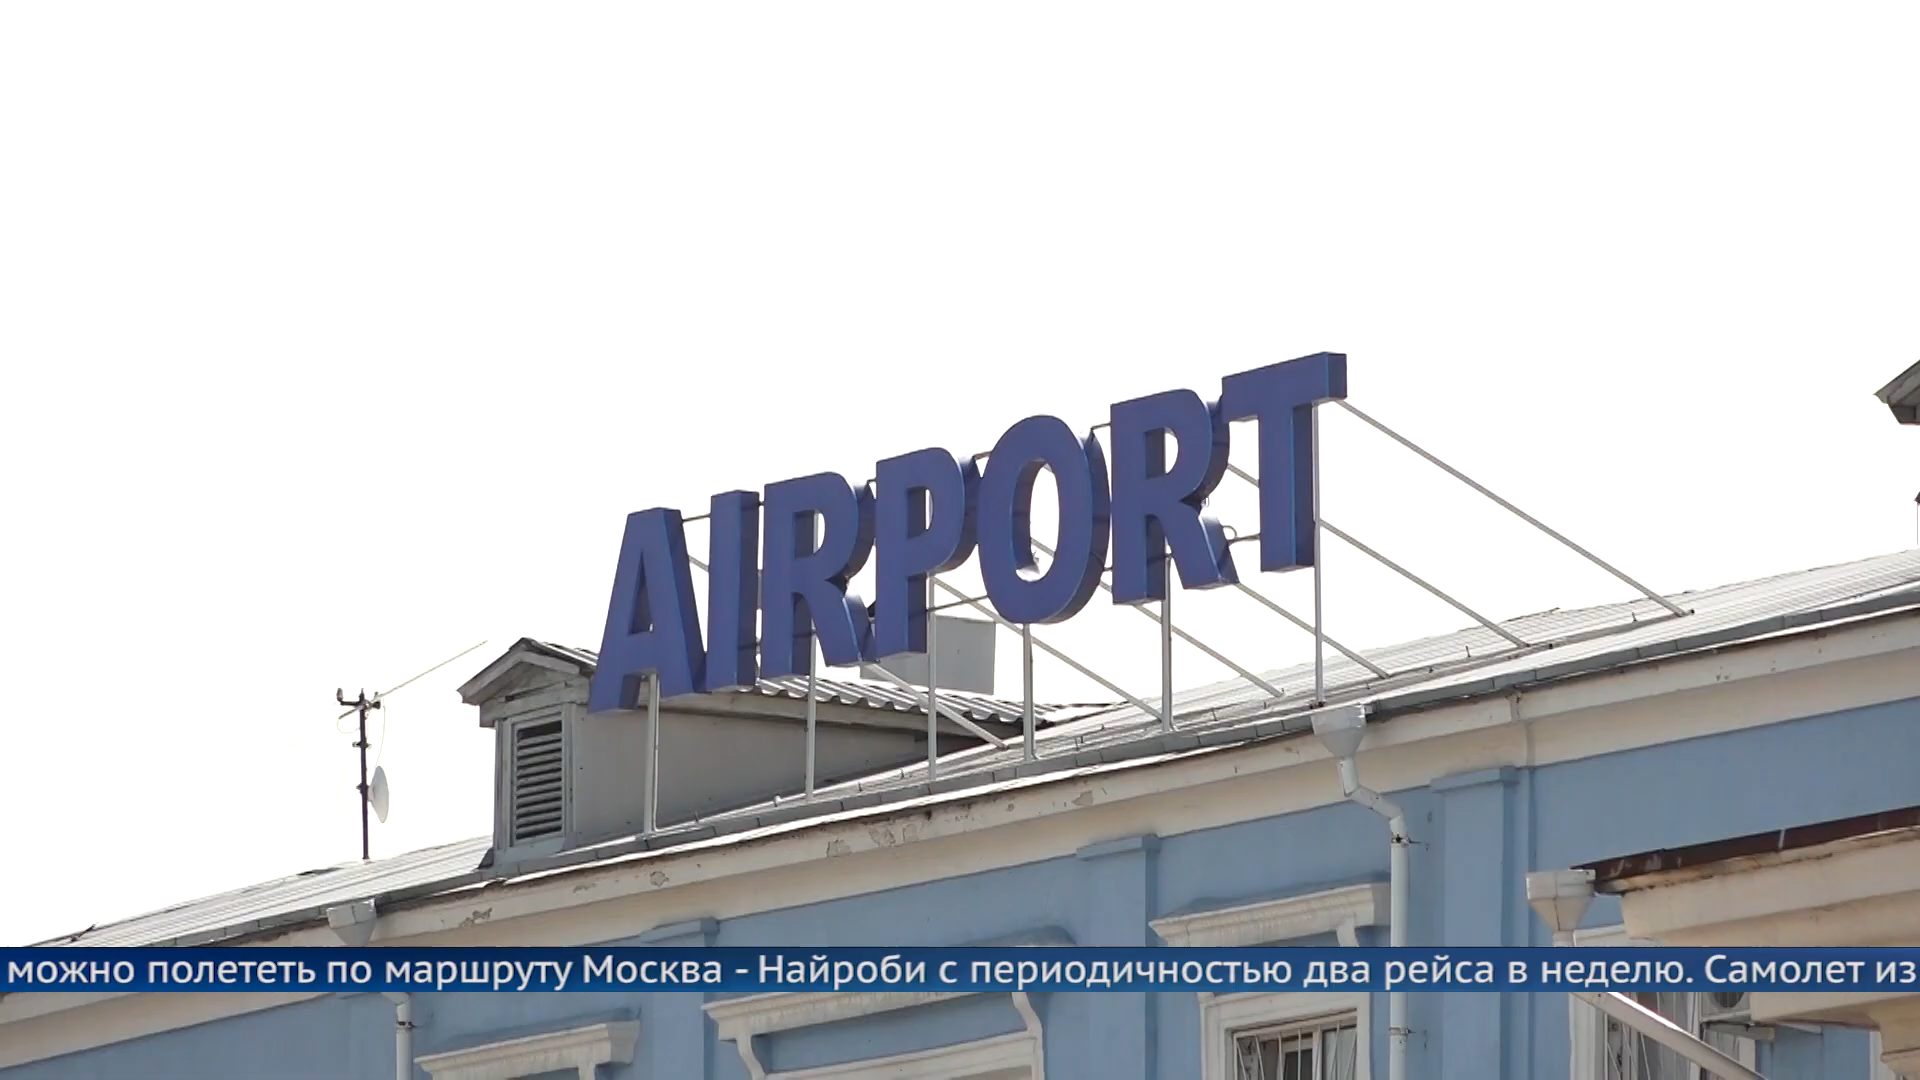 AIRPORT
можно полететь по маршруту Москва - Найроби с периодичностью два рейса в неделю. Самолет из